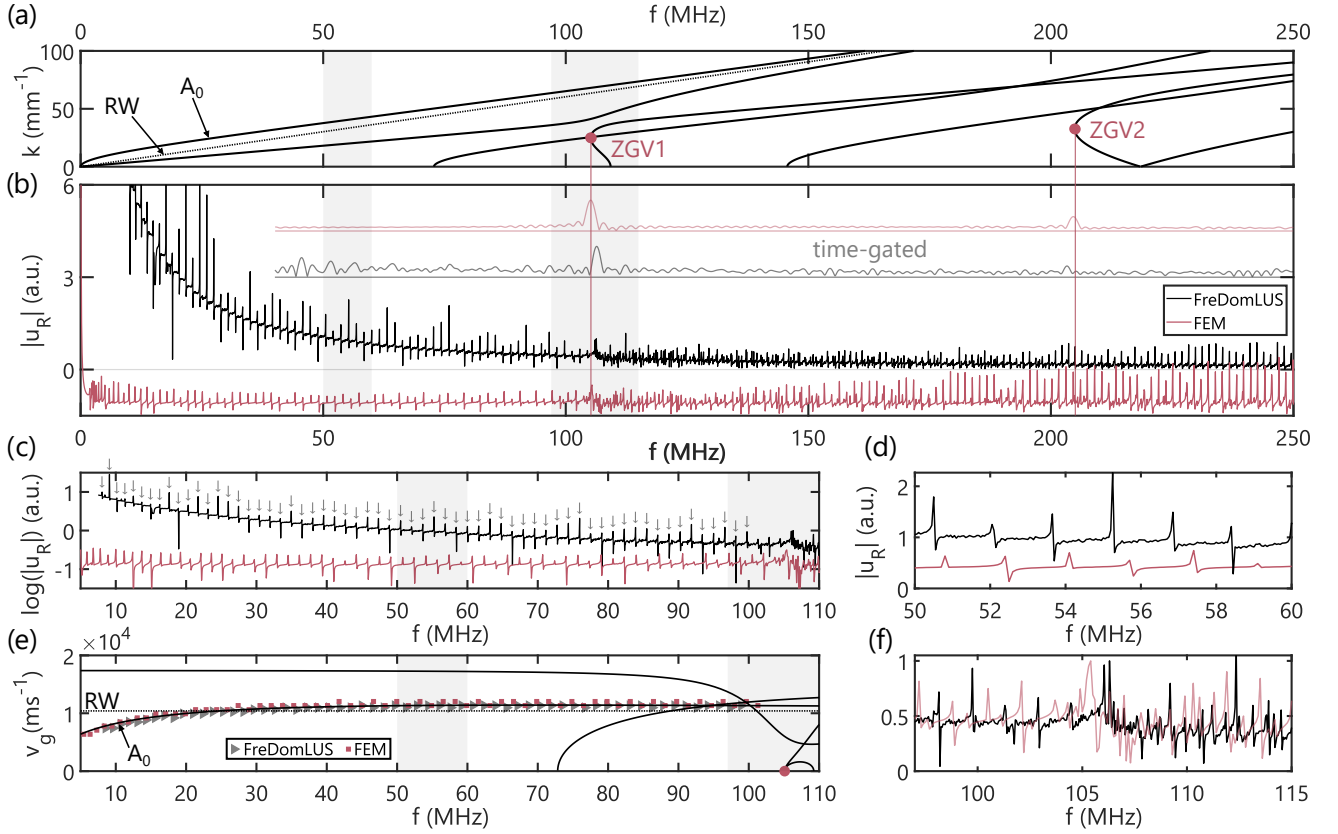 (a)
f (MHz)
0 50 100 150 200 250
k (mm⁻¹)
100
50
0
RW
A₀
ZGV1
ZGV2
(b)
|u_R| (a.u.)
6
3
0
time-gated
FreDomLUS
FEM
0 50 100 150 200 250
f (MHz)
(c)
log(|u_R|) (a.u.)
1
0
-1
10 20 30 40 50 60 70 80 90 100 110
f (MHz)
(d)
|u_R| (a.u.)
2
1
0
50 52 54 56 58 60
f (MHz)
(e)
×10⁴
v_g(ms⁻¹)
2
1
0
RW
A₀
FreDomLUS FEM
10 20 30 40 50 60 70 80 90 100 110
f (MHz)
(f)
1
0.5
0
100 105 110 115
f (MHz)